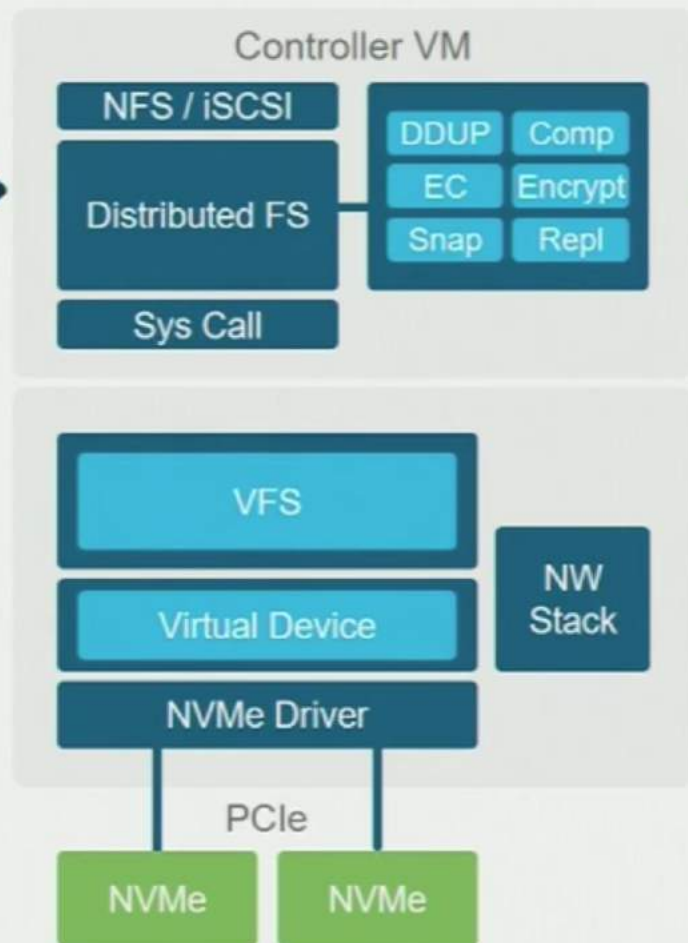 Controller VM
NFS / iSCSI
Distributed FS
DDUP
Comp
EC
Encrypt
Snap
Repl
Sys Call
VFS
Virtual Device
NW
Stack
NVMe Driver
PCIe
NVMe
NVMe